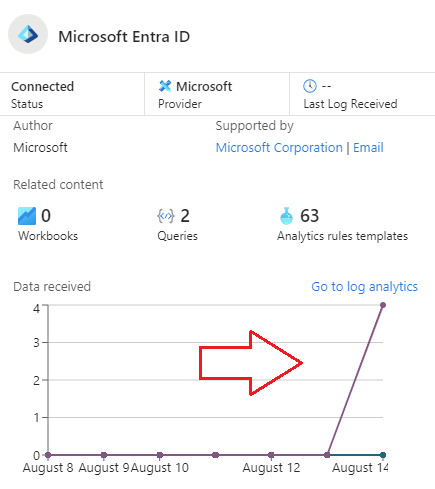 Microsoft Entra ID
Connected
Status
Microsoft
Provider
--
Last Log Received
Author
Microsoft
Supported by
Microsoft Corporation | Email
Related content
0
Workbooks
2
Queries
63
Analytics rules templates
Data received
Go to log analytics
4
3
2
1
0
August 8 August 9 August 10 August 12 August 14